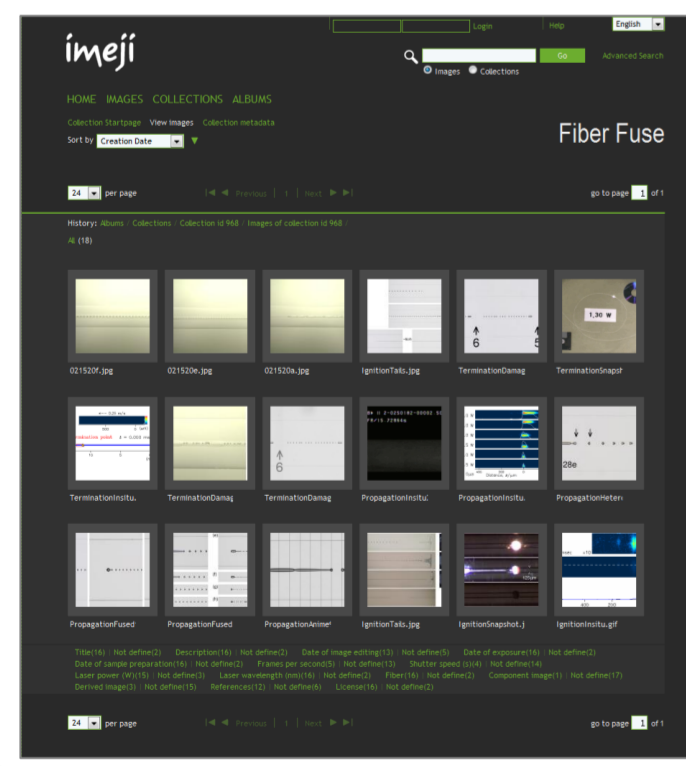 Login Help English
imeji
Go Advanced Search
Images Collections
HOME IMAGES COLLECTIONS ALBUMS
Collection Startpage View images Collection metadata
Sort by Creation Date
Fiber Fuse
24 per page Previous 1 Next go to page 1 of 1
History: Albums / Collections / Collection id 968 / Images of collection id 968 /
All (18)
6 5
1,30 W
021520f.jpg 021520e.jpg 021520a.jpg IgnitionTails.jpg TerminationDamag TerminationSnapsh
6
28e
TerminationInsitu. TerminationDamag TerminationDamag PropagationInsitu PropagationInsitu. PropagationHetero
PropagationFused PropagationFused PropagationAnime IgnitionTails.jpg IgnitionSnapshot.j IgnitionInsitu.gif
Title(16) | Not define(2) Description(16) | Not define(2) Date of image editing(13) | Not define(5) Date of exposure(16) | Not define(2)
Date of sample preparation(16) | Not define(2) Frames per second(5) | Not define(13) Shutter speed (s)(4) | Not define(14)
Laser power (W)(15) | Not define(3) Laser wavelength (nm)(16) | Not define(2) Fiber(16) | Not define(2) Component image(1) | Not define(17)
Derived image(3) | Not define(15) References(12) | Not define(6) License(16) | Not define(2)
24 per page Previous 1 Next go to page 1 of 1